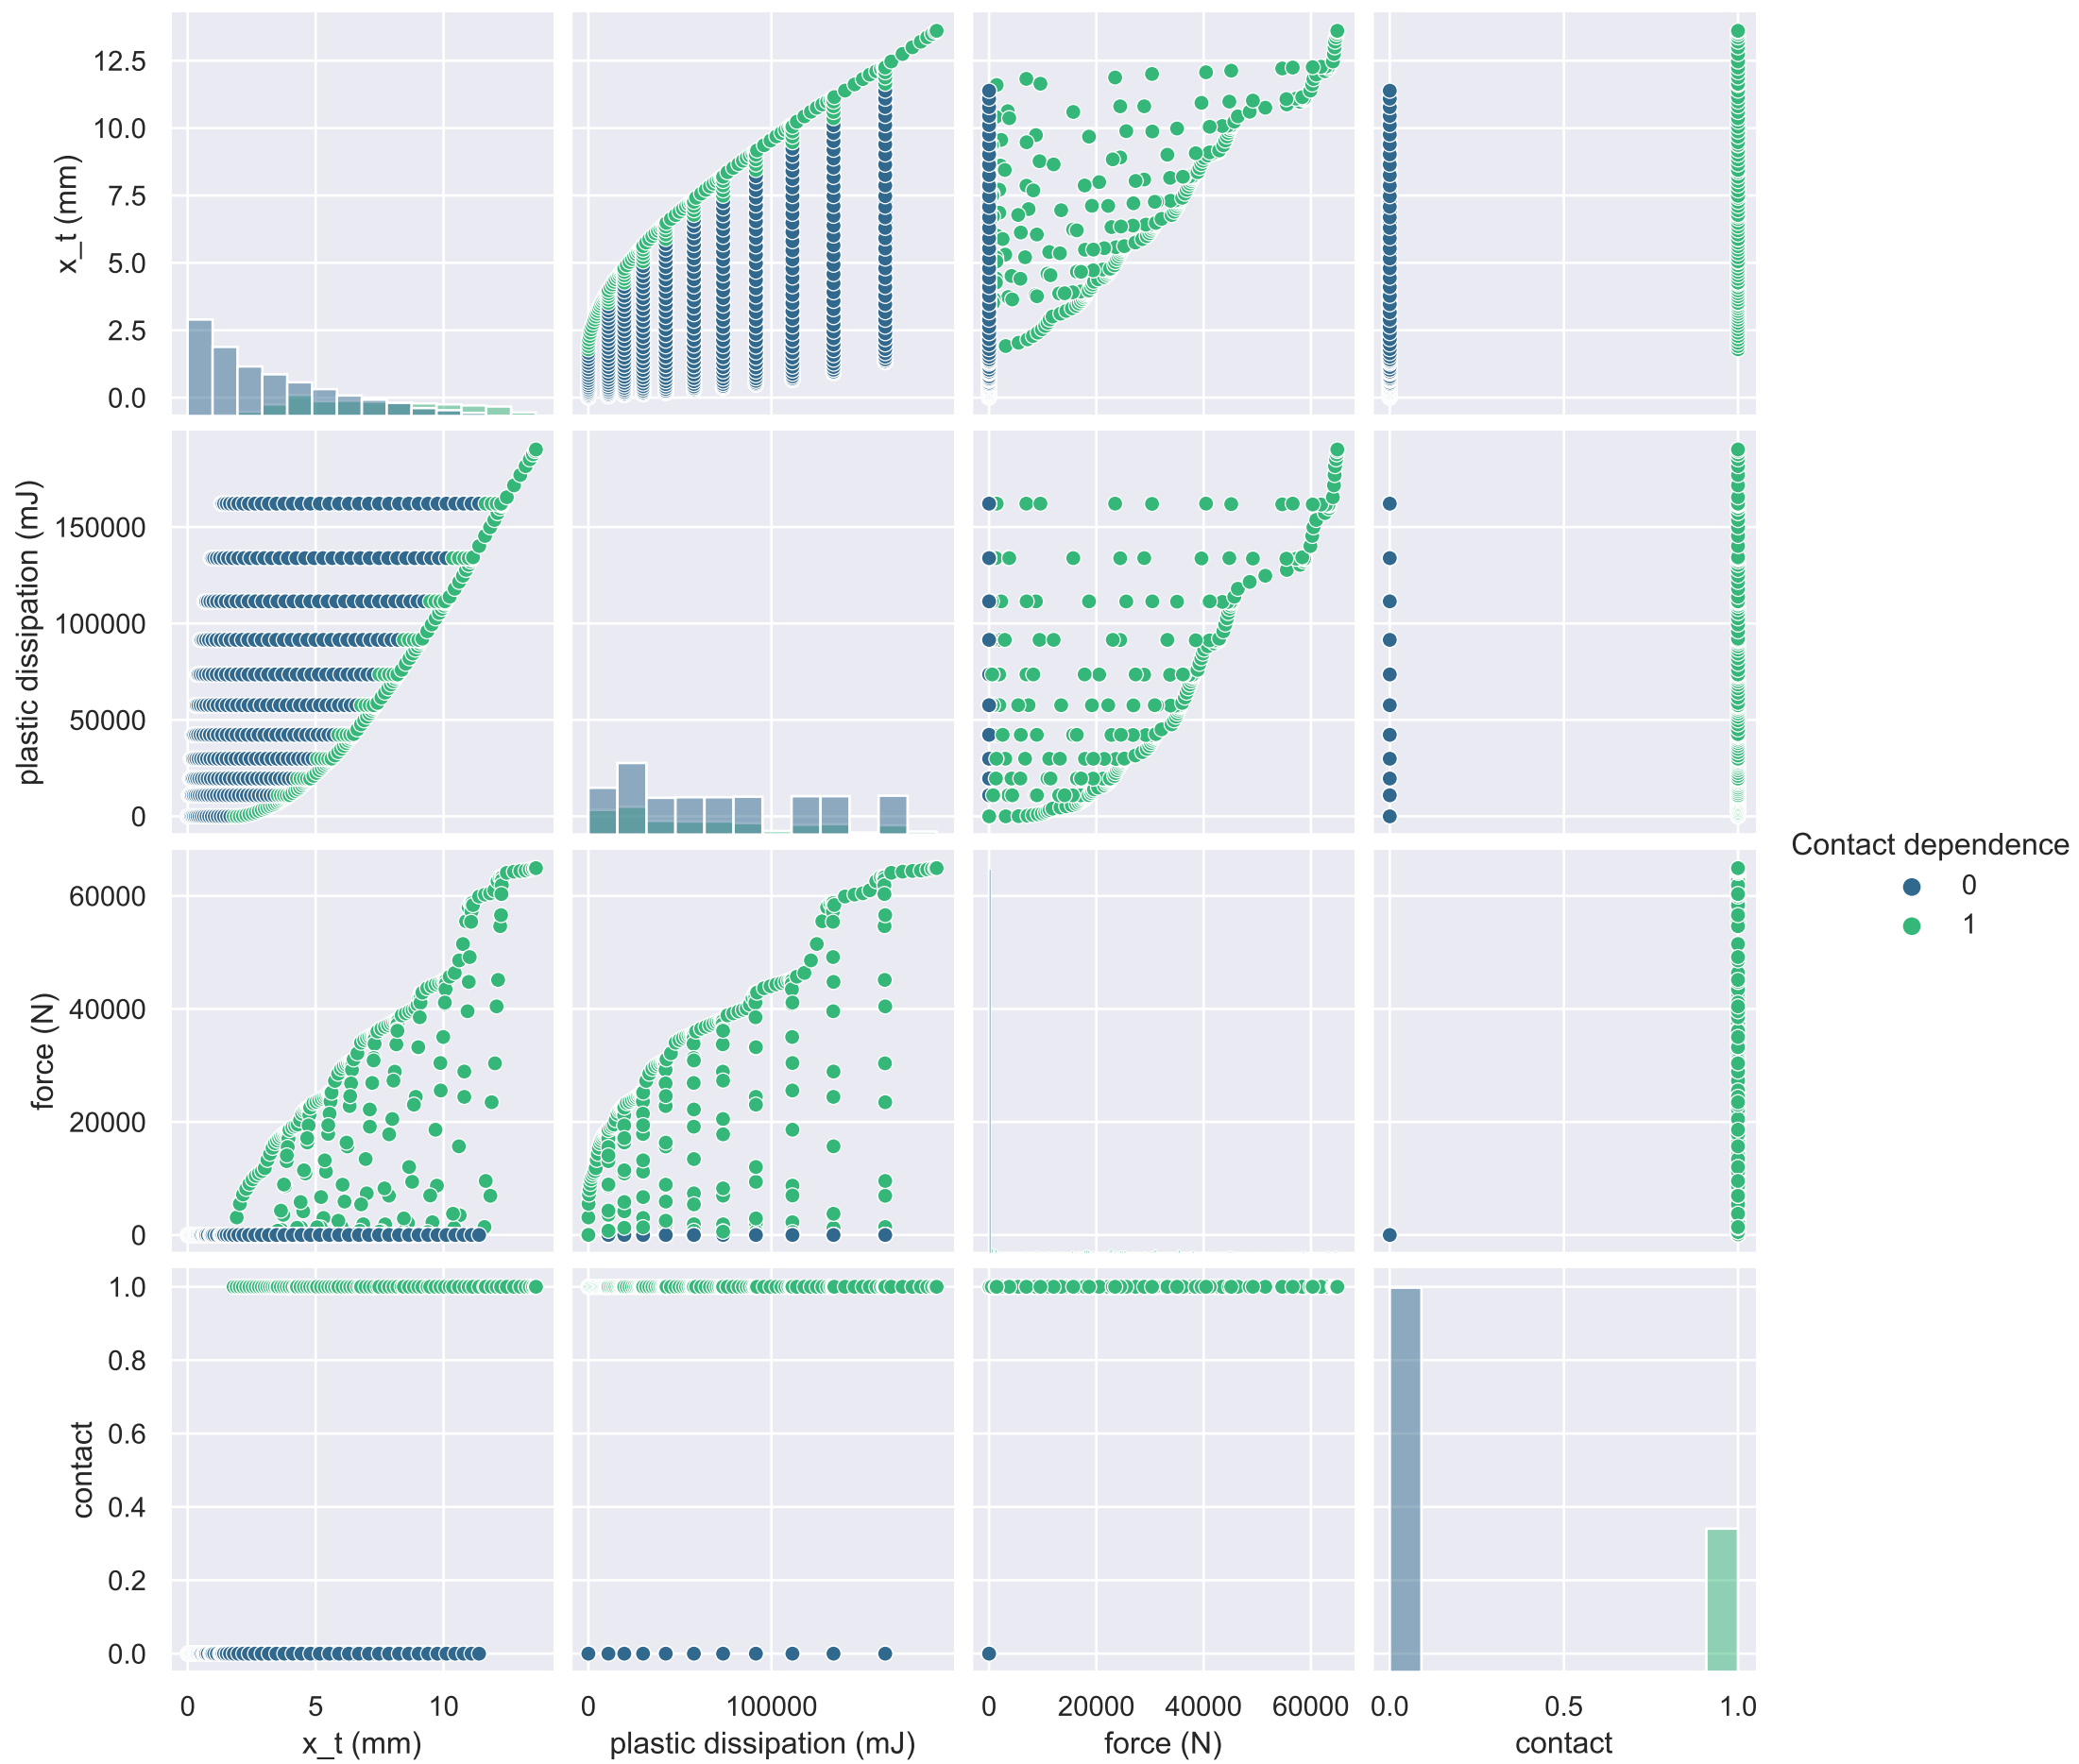 12.5
10.0
7.5
5.0
2.5
0.0
x_t (mm)
150000
100000
50000
0
plastic dissipation (mJ)
60000
40000
20000
0
force (N)
1.0
0.8
0.6
0.4
0.2
0.0
contact
0 5 10
x_t (mm)
0 100000
plastic dissipation (mJ)
0 20000 60000
force (N)
0.0 0.5 1.0
contact
Contact dependence
0
1